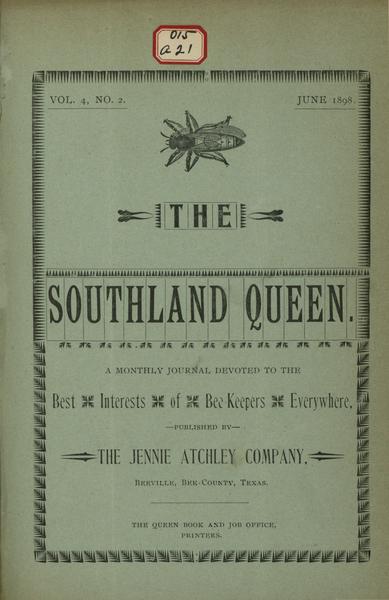 015
a21
VOL. 4, NO. 2. JUNE 1898.
THE
SOUTHLAND QUEEN.
A MONTHLY JOURNAL DEVOTED TO THE
Best Interests of Bee-Keepers Everywhere,
—PUBLISHED BY—
THE JENNIE ATCHLEY COMPANY,
BEEVILLE, BEE-COUNTY, TEXAS.
THE QUEEN BOOK AND JOB OFFICE,
PRINTERS.